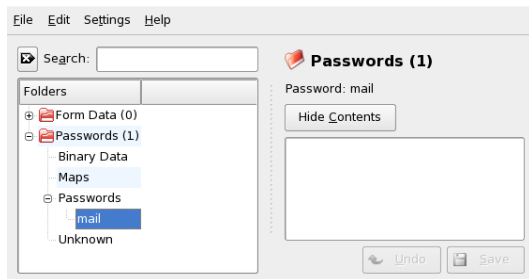 File Edit Settings Help
Search:
Folders
Form Data (0)
Passwords (1)
Binary Data
Maps
Passwords
mail
Unknown
Passwords (1)
Password: mail
Hide Contents
Undo Save